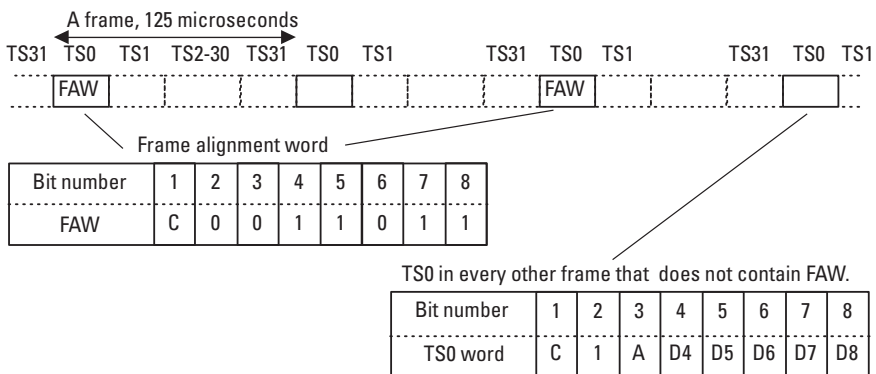 A frame, 125 microseconds
TS31 TS0 TS1 TS2-30 TS31 TS0 TS1 TS31 TS0 TS1 TS31 TS0 TS1
FAW FAW
Frame alignment word
Bit number 1 2 3 4 5 6 7 8
FAW C 0 0 1 1 0 1 1
TS0 in every other frame that does not contain FAW.
Bit number 1 2 3 4 5 6 7 8
TS0 word C 1 A D4 D5 D6 D7 D8